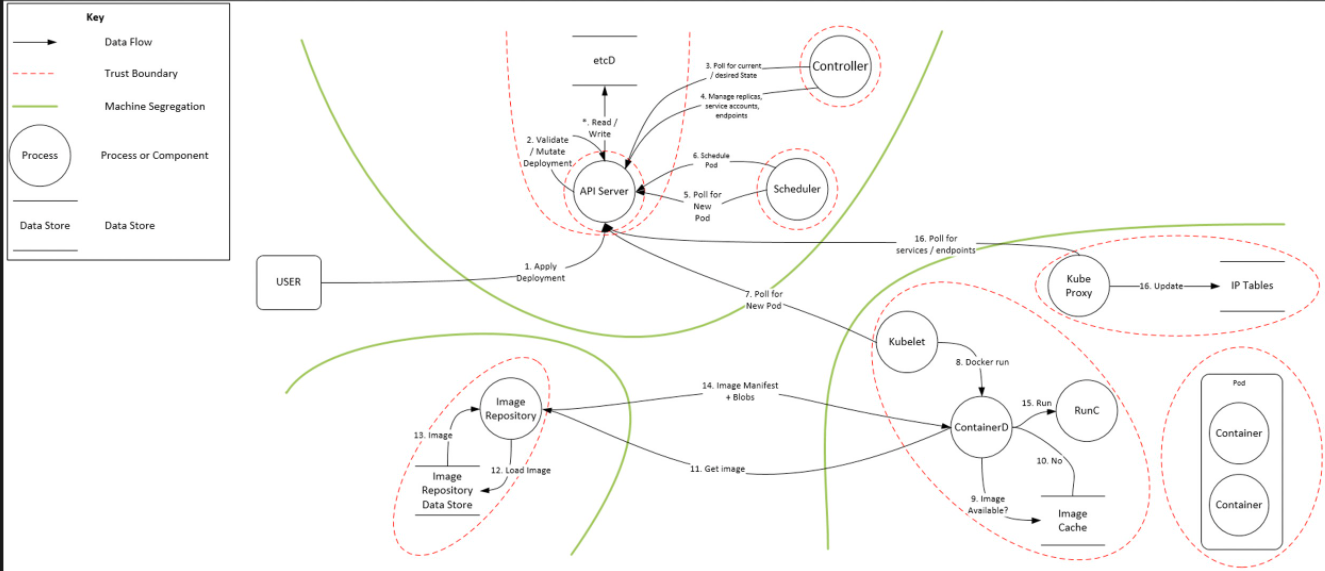 Key
Data Flow
Trust Boundary
Machine Segregation
Process
Process or Component
Data Store
Data Store
etcD
Controller
3. Poll for current
/ desired State
4. Manage replicas,
service accounts,
endpoints
*. Read /
Write
2. Validate
/ Mutate
Deployment
6. Schedule
Pod
API Server
5. Poll for
New
Pod
Scheduler
16. Poll for
services / endpoints
1. Apply
Deployment
USER
Kube
Proxy
16. Update
IP Tables
7. Poll for
New Pod
Kubelet
8. Docker run
Pod
14. Image Manifest
+ Blobs
Image
Repository
15. Run
RunC
ContainerD
Container
13. Image
10. No
12. Load Image
11. Get image
Image
Repository
Data Store
9. Image
Available?
Image
Cache
Container